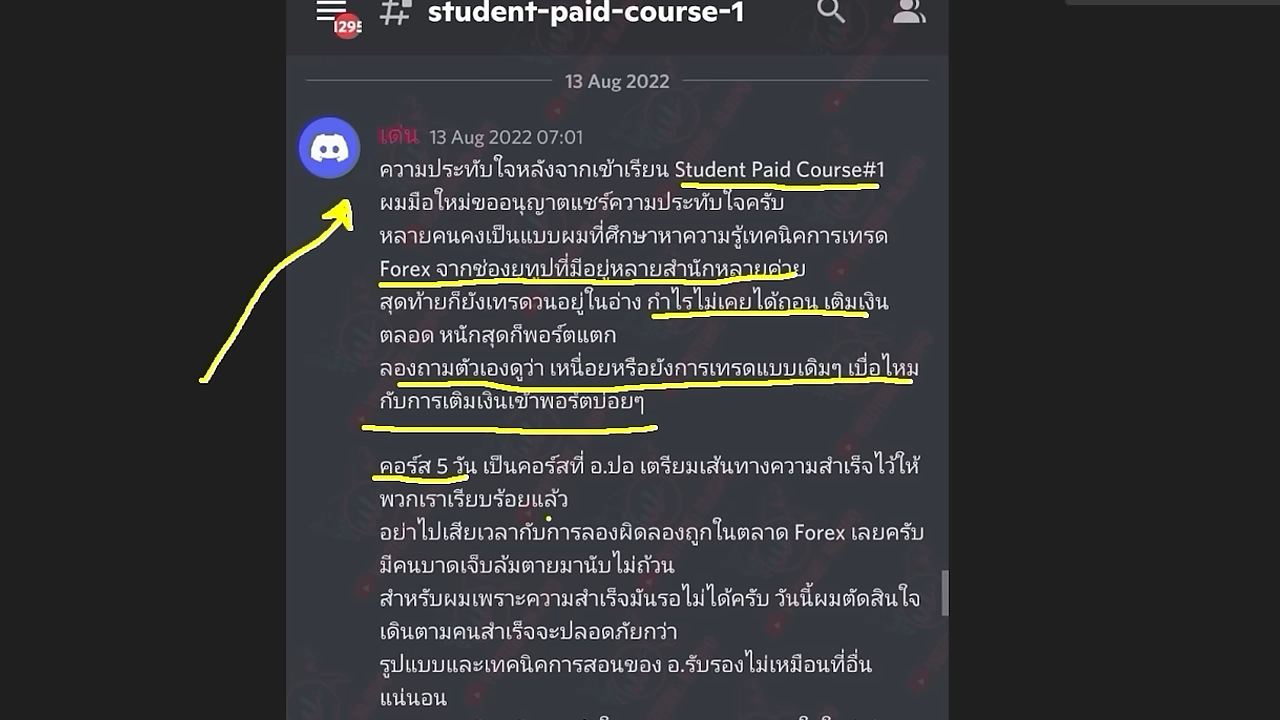 1295
student-paid-course-1
13 Aug 2022
เด่น 13 Aug 2022 07:01
ความประทับใจหลังจากเข้าเรียน Student Paid Course#1
ผมมือใหม่ขออนุญาตแชร์ความประทับใจครับ
หลายคนคงเป็นแบบผมที่ศึกษาหาความรู้เทคนิคการเทรด
Forex จากช่องยูทูปที่มีอยู่หลายสำนักหลายค่าย
สุดท้ายก็ยังเทรดวนอยู่ในอ่าง กำไรไม่เคยได้ถอน เติมเงิน
ตลอด หนักสุดก็พอร์ตแตก
ลองถามตัวเองดูว่า เหนื่อยหรือยังการเทรดแบบเดิมๆ เบื่อไหม
กับการเติมเงินเข้าพอร์ตบ่อยๆ
คอร์ส 5 วัน เป็นคอร์สที่ อ.ปอ เตรียมเส้นทางความสำเร็จไว้ให้
พวกเราเรียบร้อยแล้ว
อย่าไปเสียเวลากับการลองผิดลองถูกในตลาด Forex เลยครับ
มีคนบาดเจ็บล้มตายมานับไม่ถ้วน
สำหรับผมเพราะความสำเร็จมันรอไม่ได้ครับ วันนี้ผมตัดสินใจ
เดินตามคนสำเร็จจะปลอดภัยกว่า
รูปแบบและเทคนิคการสอนของ อ.รับรองไม่เหมือนที่อื่น
แน่นอน